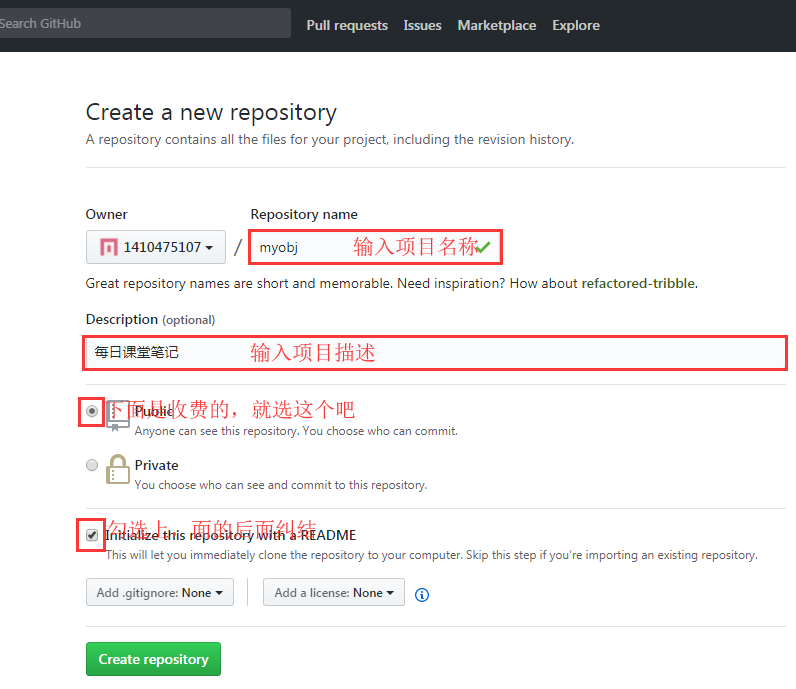 Search GitHub Pull requests Issues Marketplace Explore
Create a new repository
A repository contains all the files for your project, including the revision history.
Owner Repository name
1410475107 / myobj 输入项目名称
Great repository names are short and memorable. Need inspiration? How about refactored-tribble.
Description (optional)
每日课堂笔记 输入项目描述
下面是收费的，就选这个吧
Public
Anyone can see this repository. You choose who can commit.
Private
You choose who can see and commit to this repository.
勾选上，面的后面纠结
Initialize this repository with a README
This will let you immediately clone the repository to your computer. Skip this step if you're importing an existing repository.
Add .gitignore: None Add a license: None
Create repository